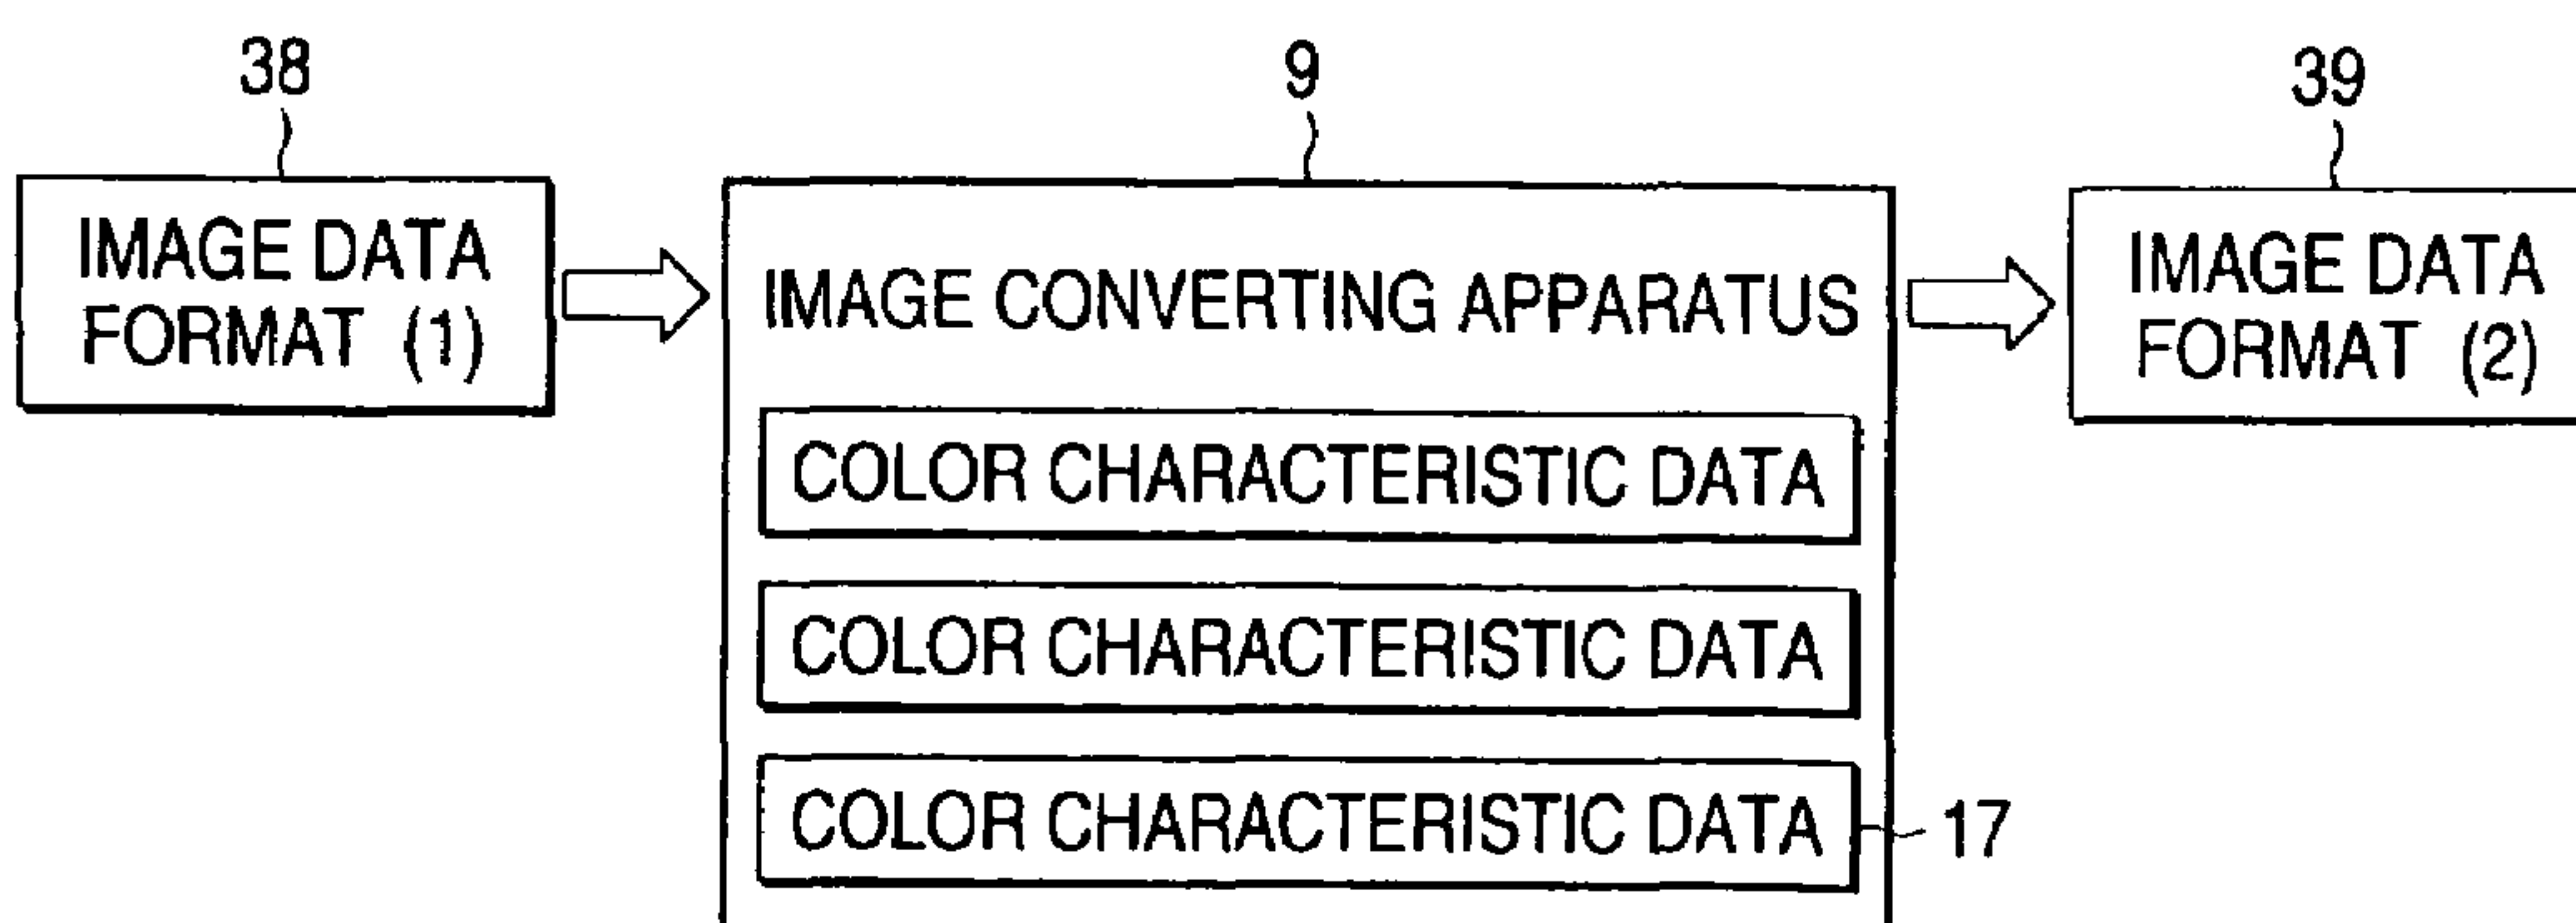 38
9
39
IMAGE DATA
FORMAT (1)
IMAGE CONVERTING APPARATUS
IMAGE DATA
FORMAT (2)
COLOR CHARACTERISTIC DATA
COLOR CHARACTERISTIC DATA
COLOR CHARACTERISTIC DATA
17